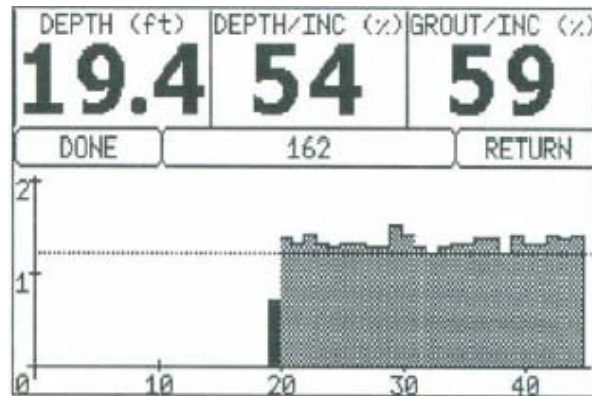 DEPTH (ft) DEPTH/INC (%) GROUT/INC (%)
19.4 54 59
DONE 162 RETURN
2
1
0 10 20 30 40